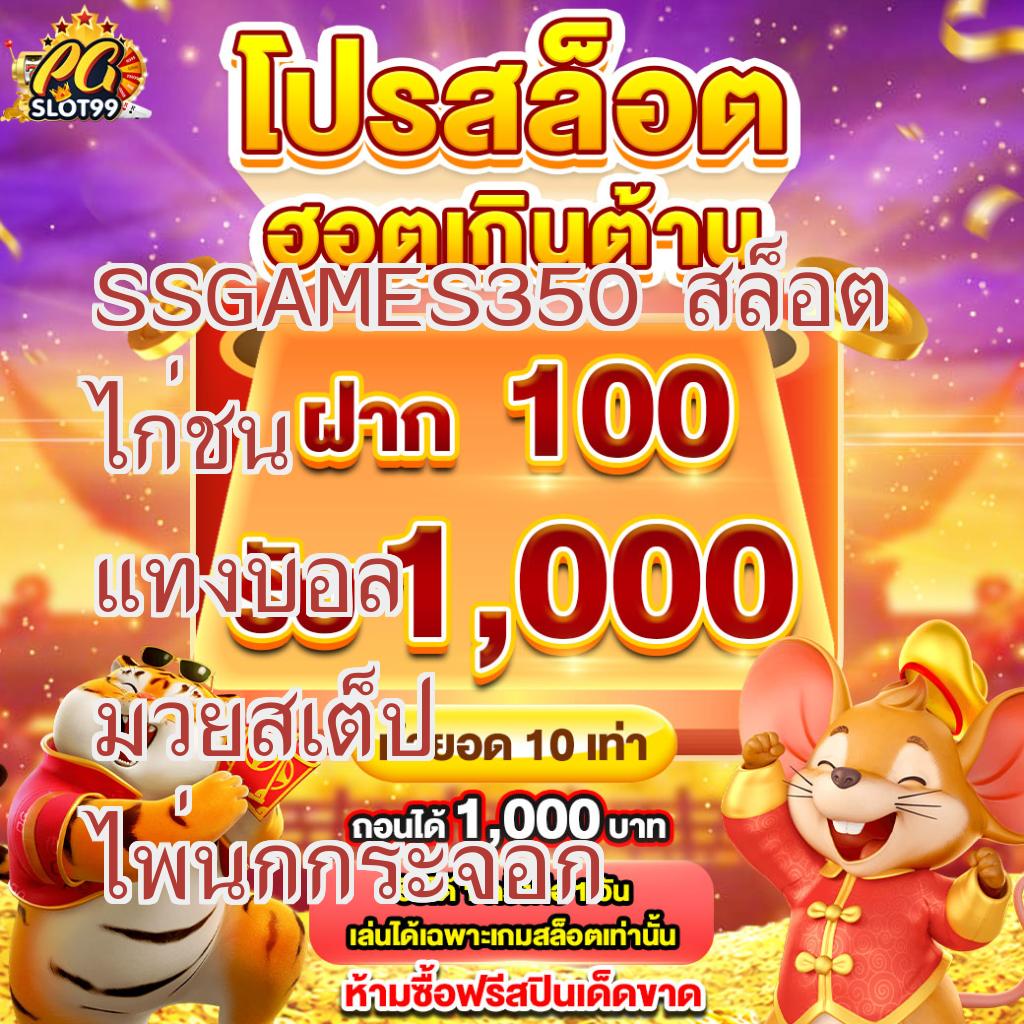 PG
SLOT99
โปรสล็อต
ฮอตเกินต้าน
SSGAMES350 สล็อต
ไก่ชน
ฝาก 100
แทงบอล
รับ 1,000
มวยสเต็ป
ยอด 10 เท่า
ถอนได้ 1,000 บาท
ไพ่นกกระจอก
วัน
เล่นได้เฉพาะเกมสล็อตเท่านั้น
ห้ามซื้อฟรีสปินเด็ดขาด